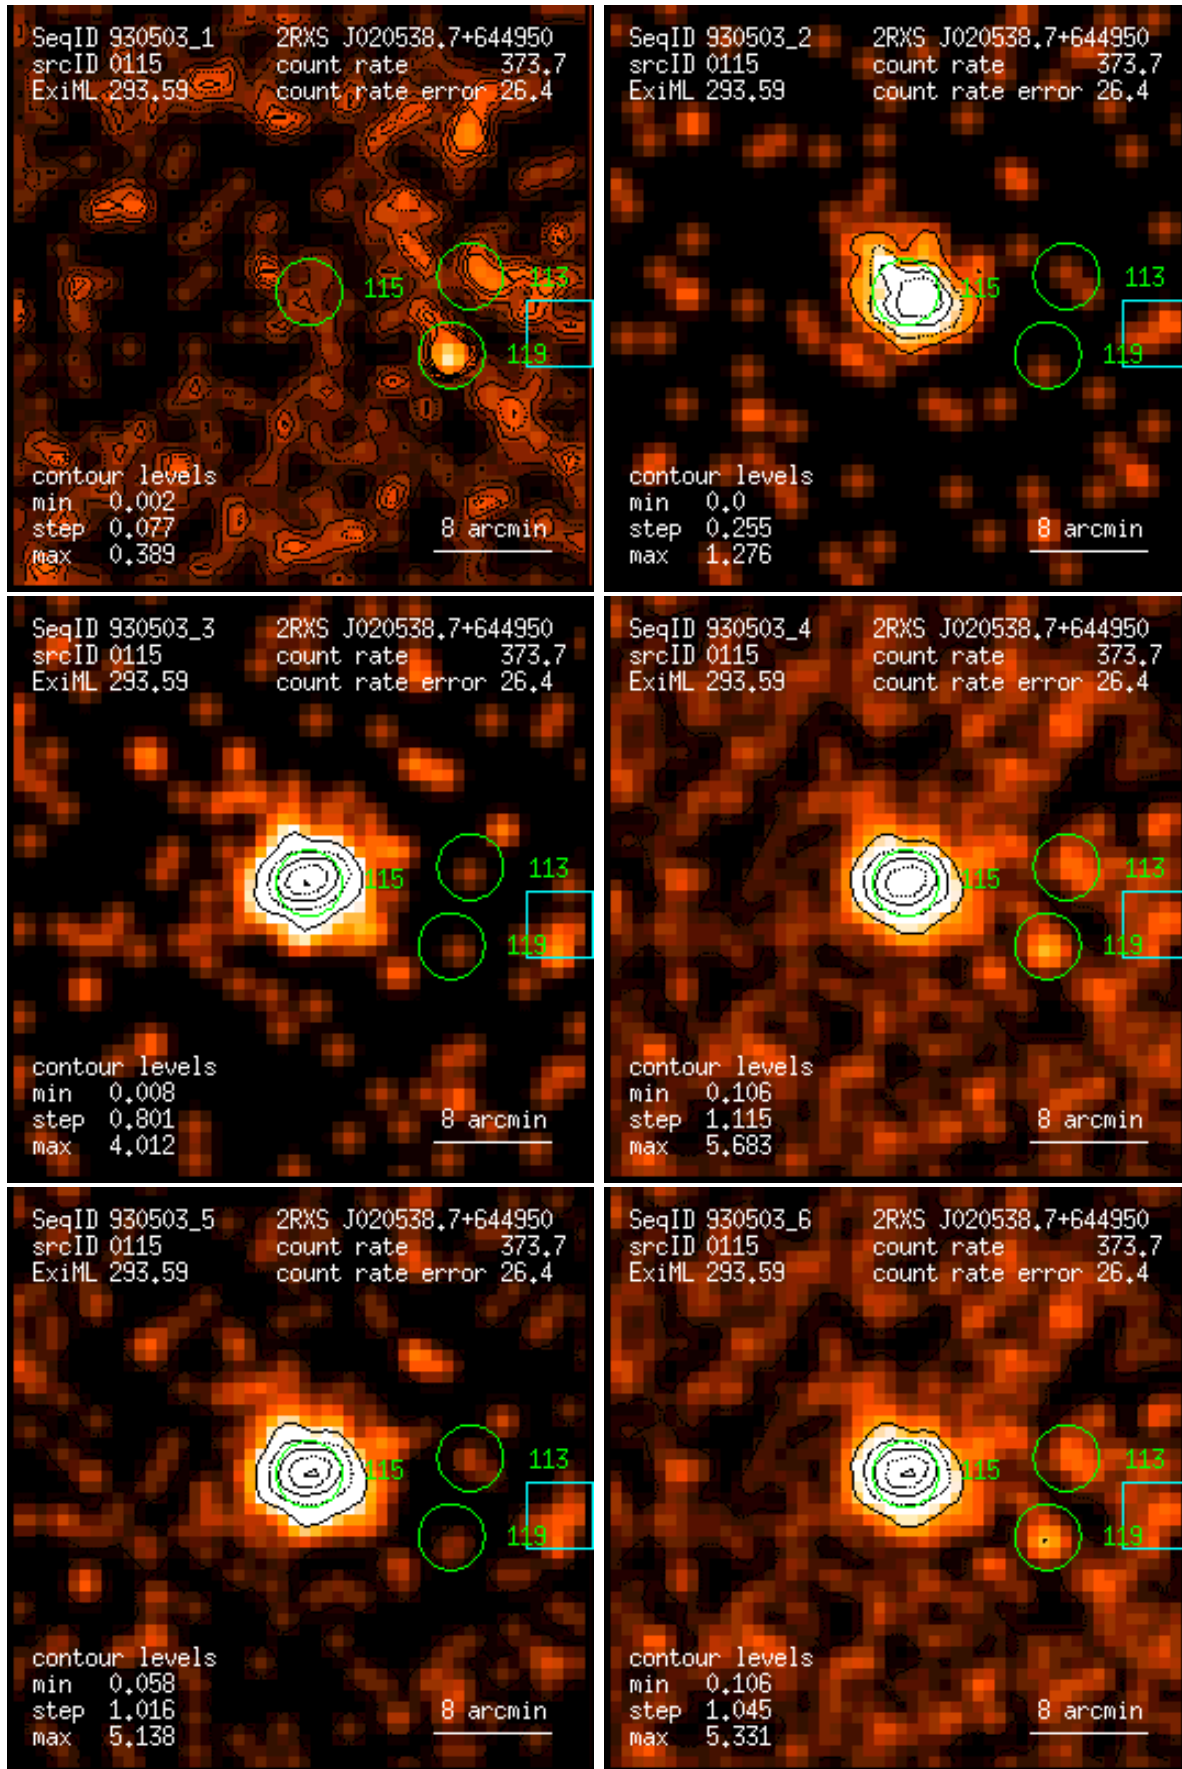 SeqID 930503_1 2RXS J020538.7+644950
srcID 0115 count rate 373.7
ExiML 293.59 count rate error 26.4
113
115
119
contour levels
min 0.002
step 0.077 8 arcmin
max 0.389
SeqID 930503_2 2RXS J020538.7+644950
srcID 0115 count rate 373.7
ExiML 293.59 count rate error 26.4
113
115
119
contour levels
min 0.0
step 0.255 8 arcmin
max 1.276
SeqID 930503_3 2RXS J020538.7+644950
srcID 0115 count rate 373.7
ExiML 293.59 count rate error 26.4
113
115
119
contour levels
min 0.008
step 0.801 8 arcmin
max 4.012
SeqID 930503_4 2RXS J020538.7+644950
srcID 0115 count rate 373.7
ExiML 293.59 count rate error 26.4
113
115
119
contour levels
min 0.106
step 1.115 8 arcmin
max 5.683
SeqID 930503_5 2RXS J020538.7+644950
srcID 0115 count rate 373.7
ExiML 293.59 count rate error 26.4
113
115
119
contour levels
min 0.058
step 1.016 8 arcmin
max 5.138
SeqID 930503_6 2RXS J020538.7+644950
srcID 0115 count rate 373.7
ExiML 293.59 count rate error 26.4
113
115
119
contour levels
min 0.106
step 1.045 8 arcmin
max 5.331